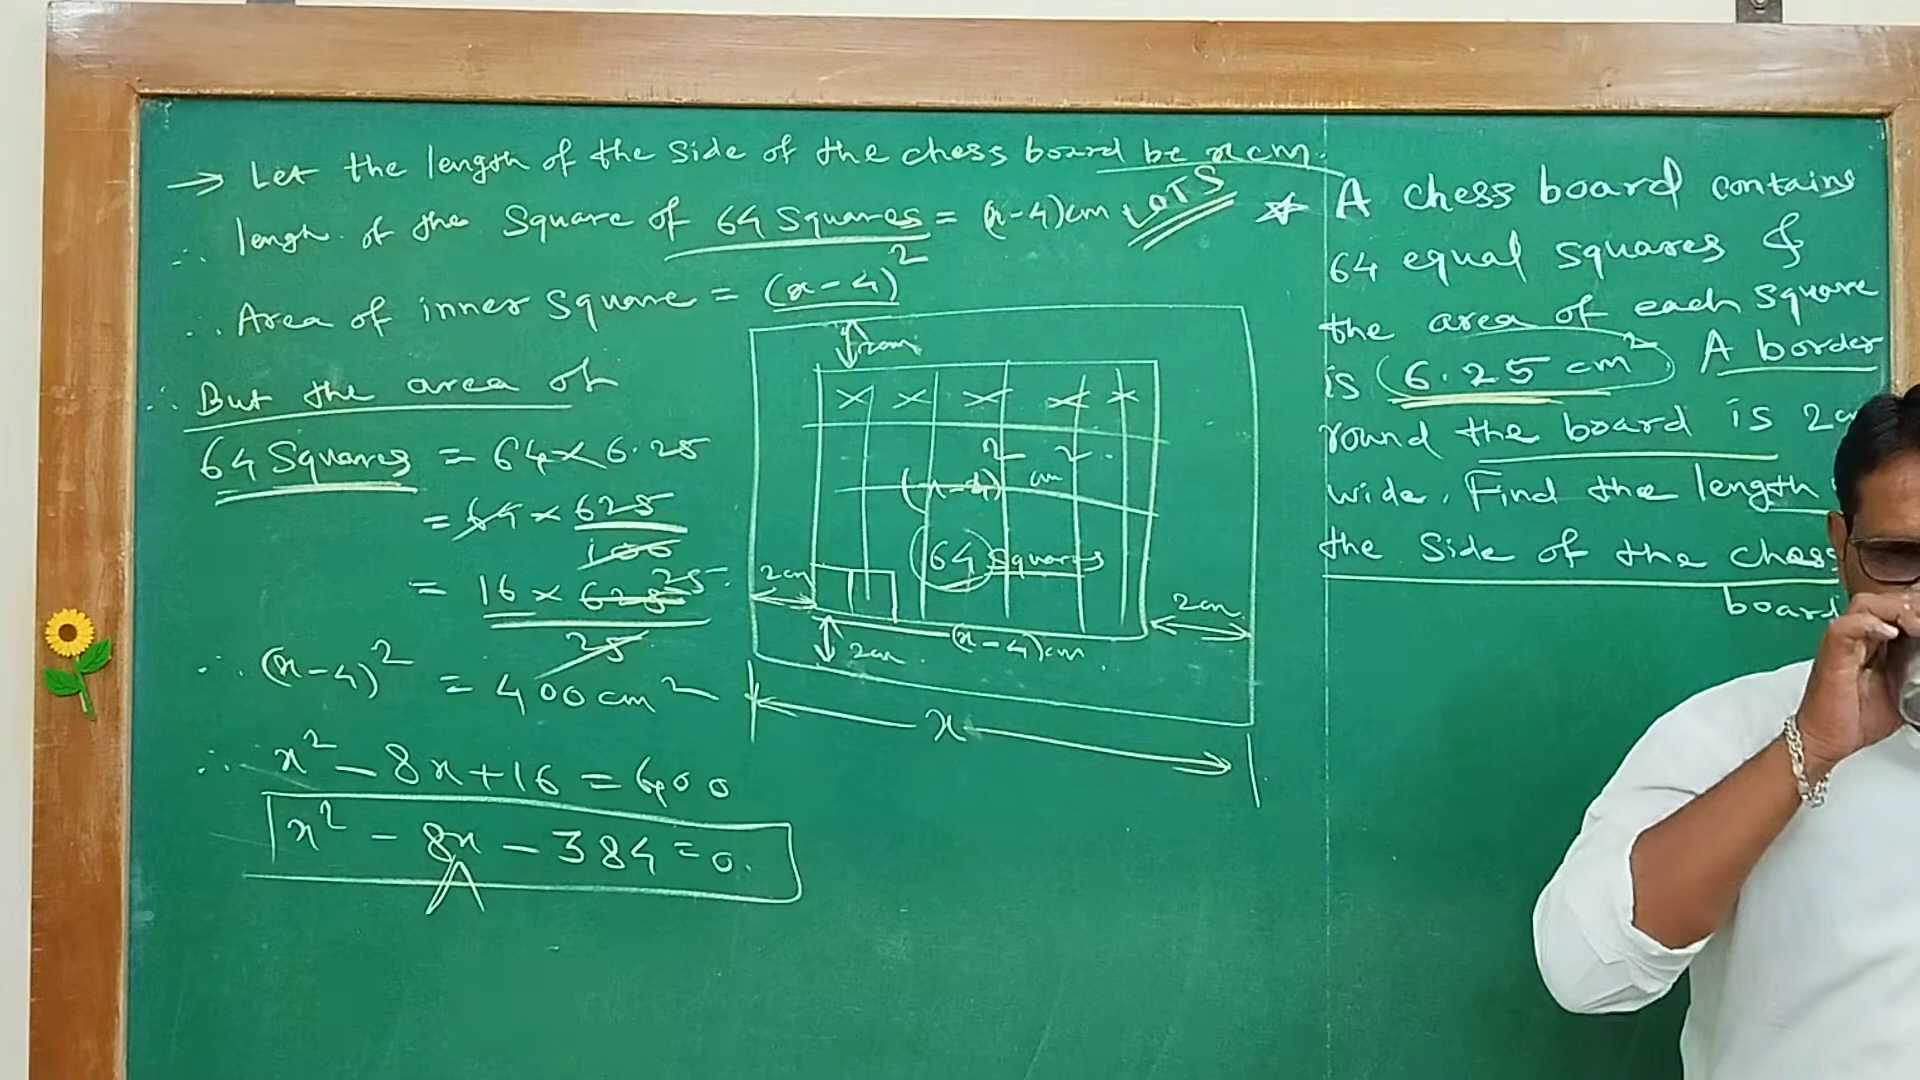 → Let the length of the side of the chess board be x cm.
∴ length of the square of 64 squares = (x-4)cm
∴ Area of inner square = (x-4)²
∴ But the area of
64 Squares = 64×6.25
= 64 × 625
100
= 16 × 625 25
25
∴ (x-4)² = 400 cm²
∴ x² - 8x+16 = 400
x² - 8x - 384 = 0.
2cm
(x-4)² cm²
64 squares
2cm
2cm
2cm
(x-4)cm.
x
☆ A chess board contains
64 equal squares &
the area of each square
is 6.25 cm². A border
round the board is 2
wide. Find the length
the side of the chess
board